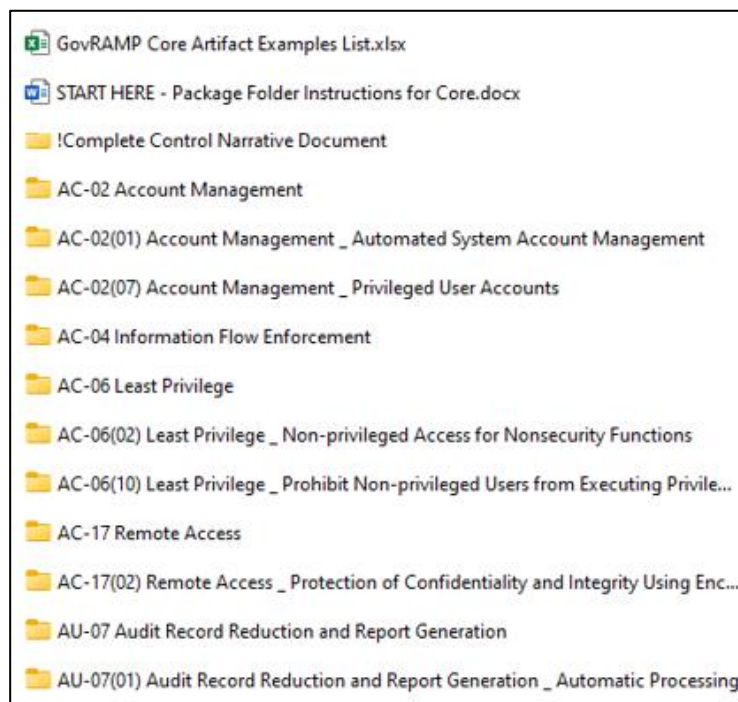 GovRAMP Core Artifact Examples List.xlsx
START HERE - Package Folder Instructions for Core.docx
!Complete Control Narrative Document
AC-02 Account Management
AC-02(01) Account Management _ Automated System Account Management
AC-02(07) Account Management _ Privileged User Accounts
AC-04 Information Flow Enforcement
AC-06 Least Privilege
AC-06(02) Least Privilege _ Non-privileged Access for Nonsecurity Functions
AC-06(10) Least Privilege _ Prohibit Non-privileged Users from Executing Privile...
AC-17 Remote Access
AC-17(02) Remote Access _ Protection of Confidentiality and Integrity Using Enc...
AU-07 Audit Record Reduction and Report Generation
AU-07(01) Audit Record Reduction and Report Generation _ Automatic Processing